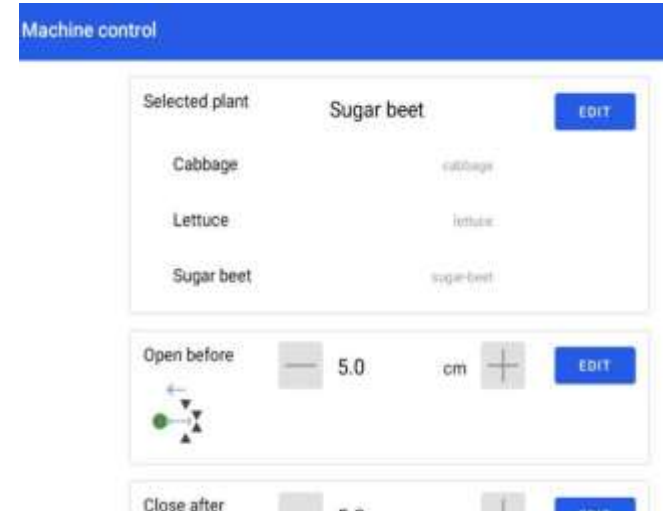 Machine control
Selected plant Sugar beet EDIT
Cabbage cabbage
Lettuce lettuce
Sugar beet sugar-beet
Open before — 5.0 cm + EDIT
Close after